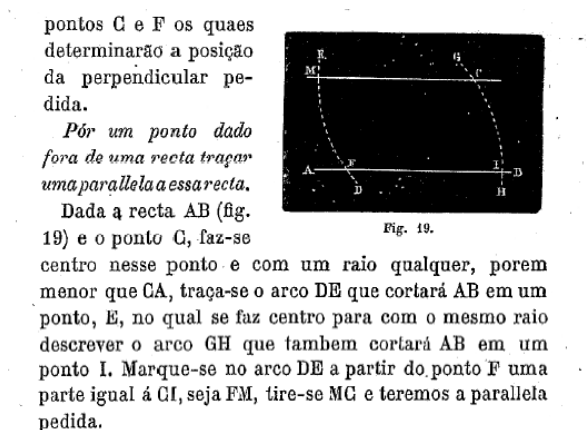 pontos C e F os quaes
determinarão a posição
da perpendicular pe-
dida.
Pór um ponto dado
fora de uma recta traçar
uma parallela a essa recta.
Dada a recta AB (fig.
19) e o ponto C, faz-se
E
G
M
C
A
F
I
B
D
H
Fig. 19.
centro nesse ponto e com um raio qualquer, porem
menor que CA, traça-se o arco DE que cortará AB em um
ponto, E, no qual se faz centro para com o mesmo raio
descrever o arco GH que tambem cortará AB em um
ponto I. Marque-se no arco DE a partir do ponto F uma
parte igual á CI, seja FM, tire-se MC e teremos a parallela
pedida.